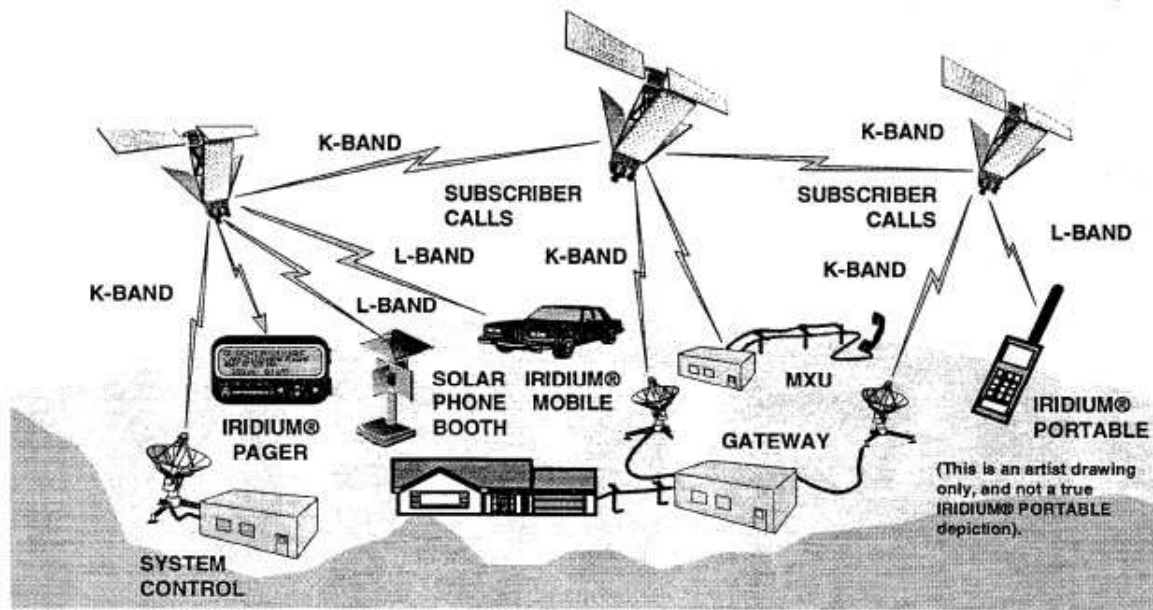 K-BAND
K-BAND
SUBSCRIBER
CALLS
SUBSCRIBER
CALLS
L-BAND
L-BAND
K-BAND
K-BAND
K-BAND
L-BAND
SOLAR
PHONE
BOOTH
IRIDIUM®
MOBILE
MXU
IRIDIUM®
PAGER
GATEWAY
IRIDIUM®
PORTABLE
(This is an artist drawing
only, and not a true
IRIDIUM® PORTABLE
depiction).
SYSTEM
CONTROL